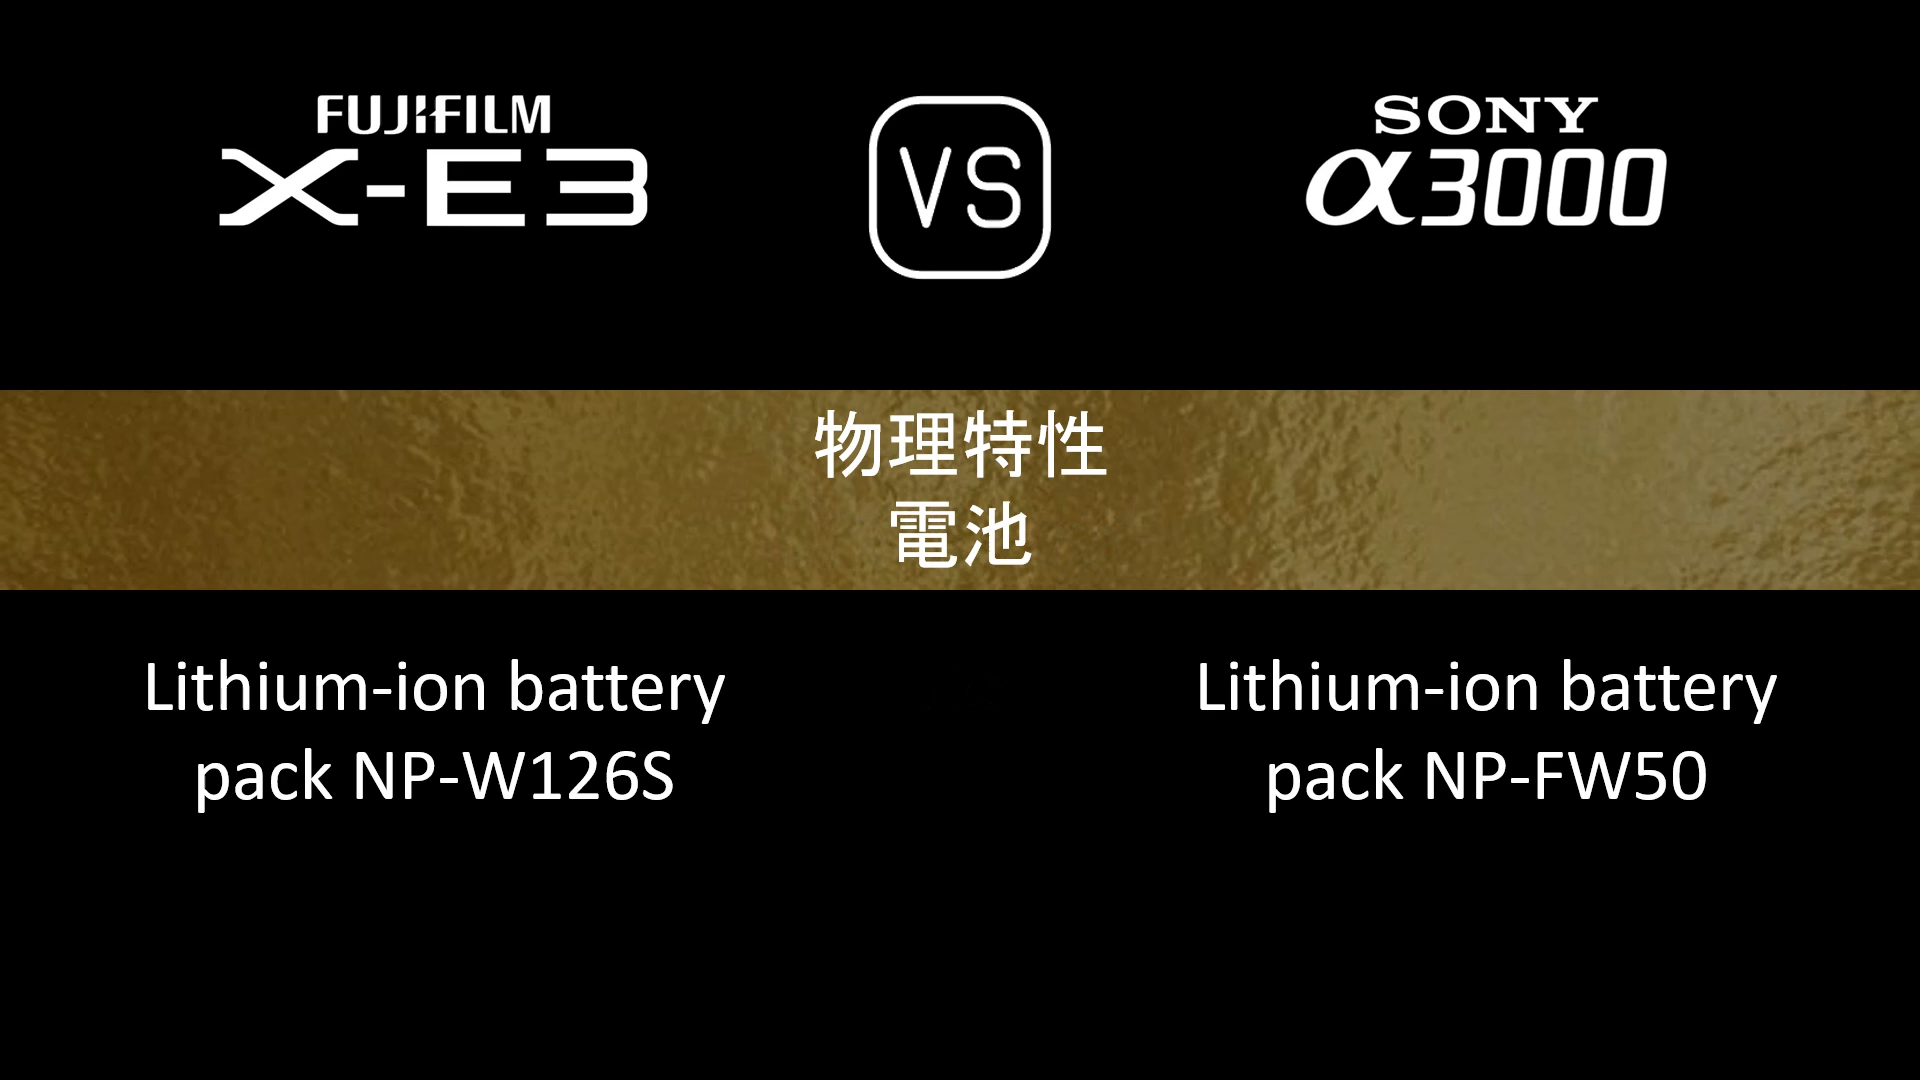 FUJIFILM
X-E3
VS
SONY
α3000
物理特性
電池
Lithium-ion battery
pack NP-W126S
Lithium-ion battery
pack NP-FW50